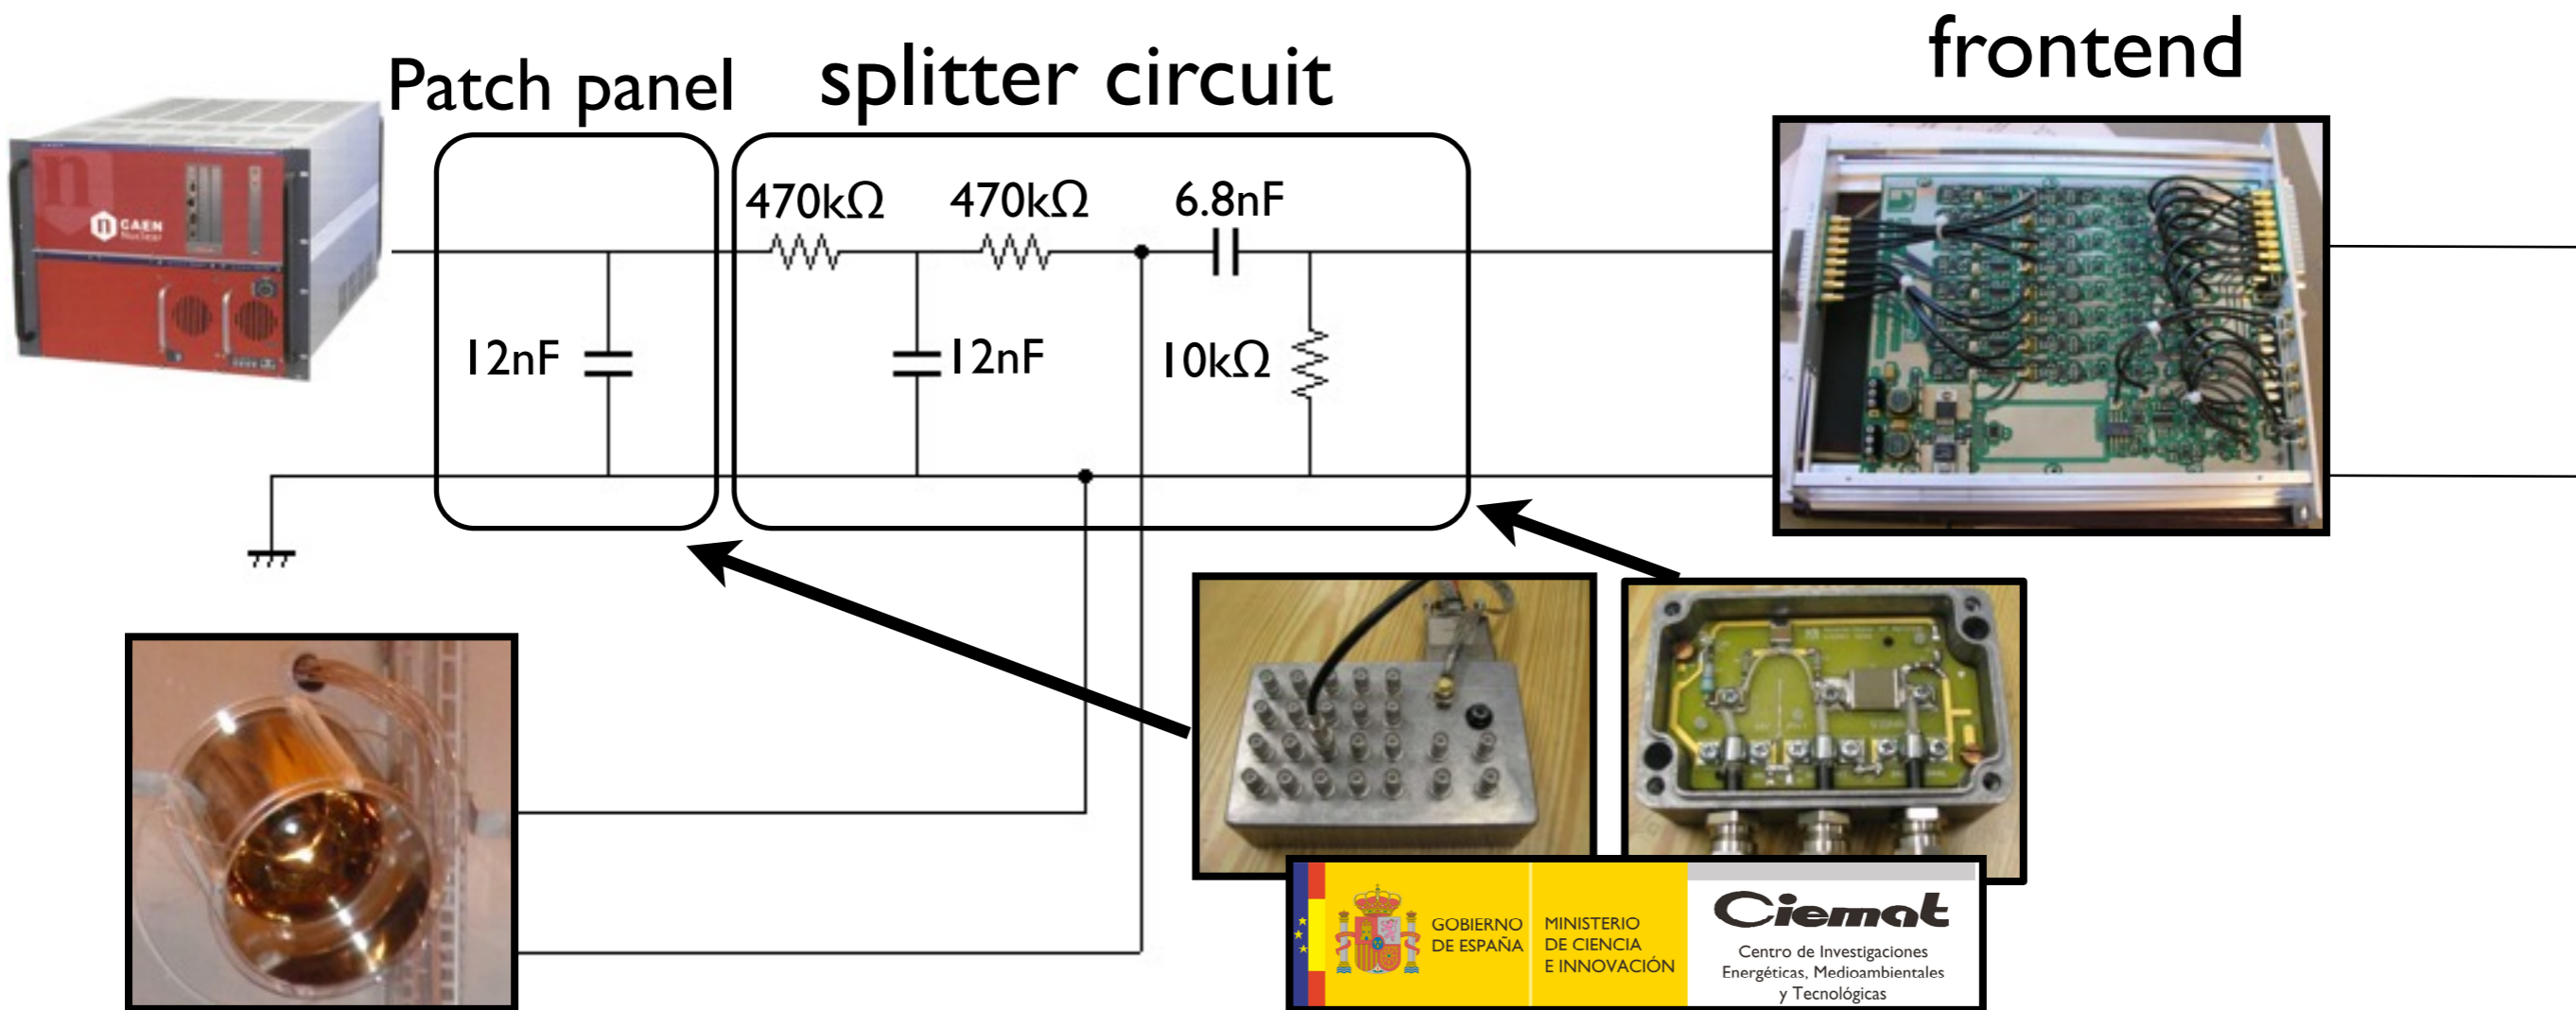 frontend
Patch panel
splitter circuit
470kΩ
470kΩ
6.8nF
n CAEN
Nuclear
12nF
12nF
10kΩ
GOBIERNO
DE ESPAÑA
MINISTERIO
DE CIENCIA
E INNOVACIÓN
Ciemat
Centro de Investigaciones
Energéticas, Medioambientales
y Tecnológicas